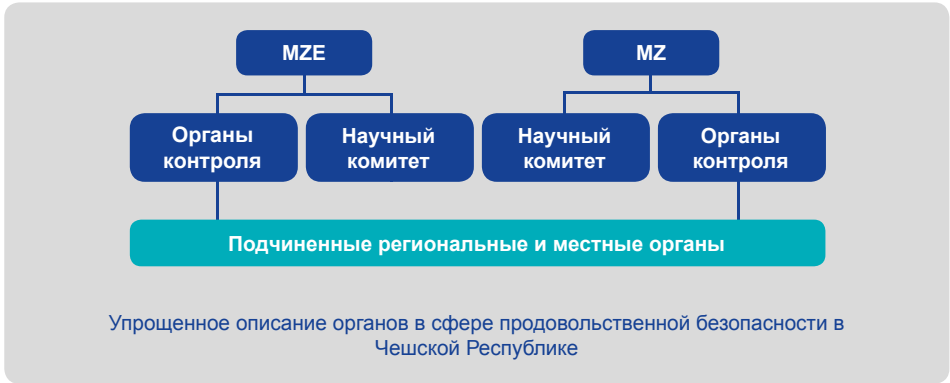 MZE
MZ
Органы
контроля
Научный
комитет
Научный
комитет
Органы
контроля
Подчиненные региональные и местные органы
Упрощенное описание органов в сфере продовольственной безопасности в
Чешской Республике